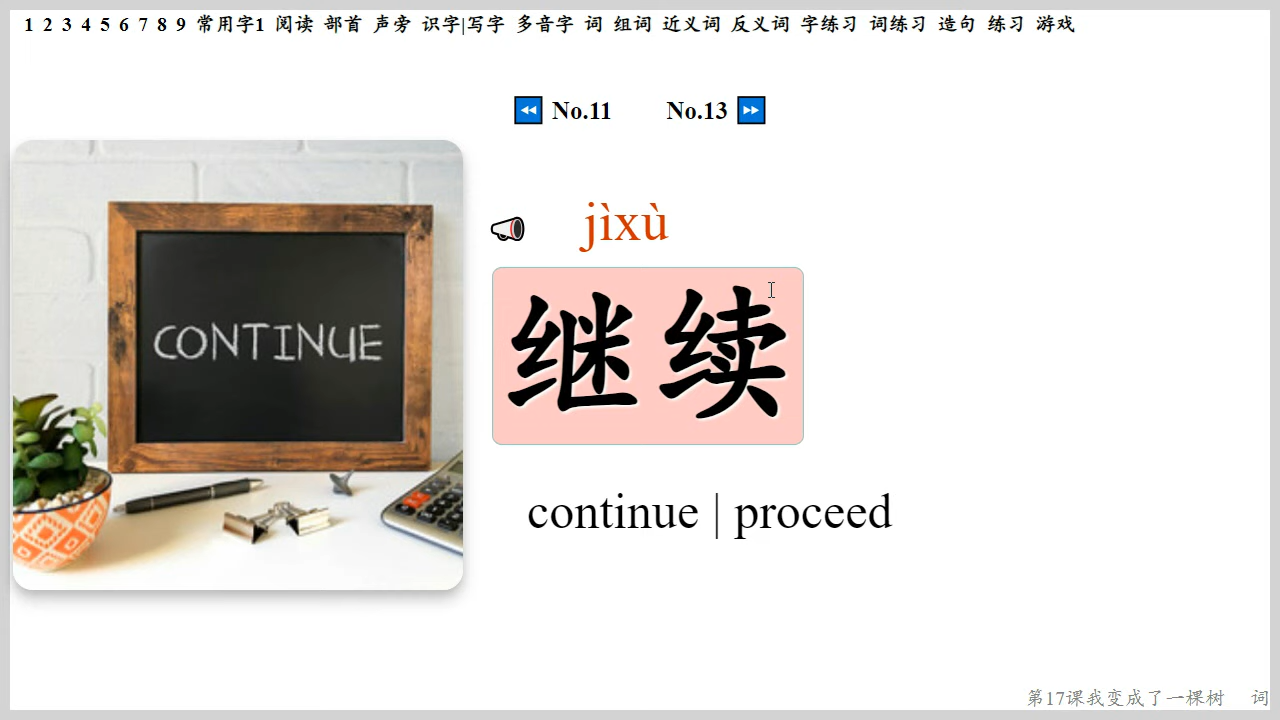 1 2 3 4 5 6 7 8 9 常用字1 阅读 部首 声旁 识字|写字 多音字 词 组词 近义词 反义词 字练习 词练习 造句 练习 游戏
No.11 No.13
CONTINUE
jìxù
继续
continue | proceed
第17课我变成了一棵树 词